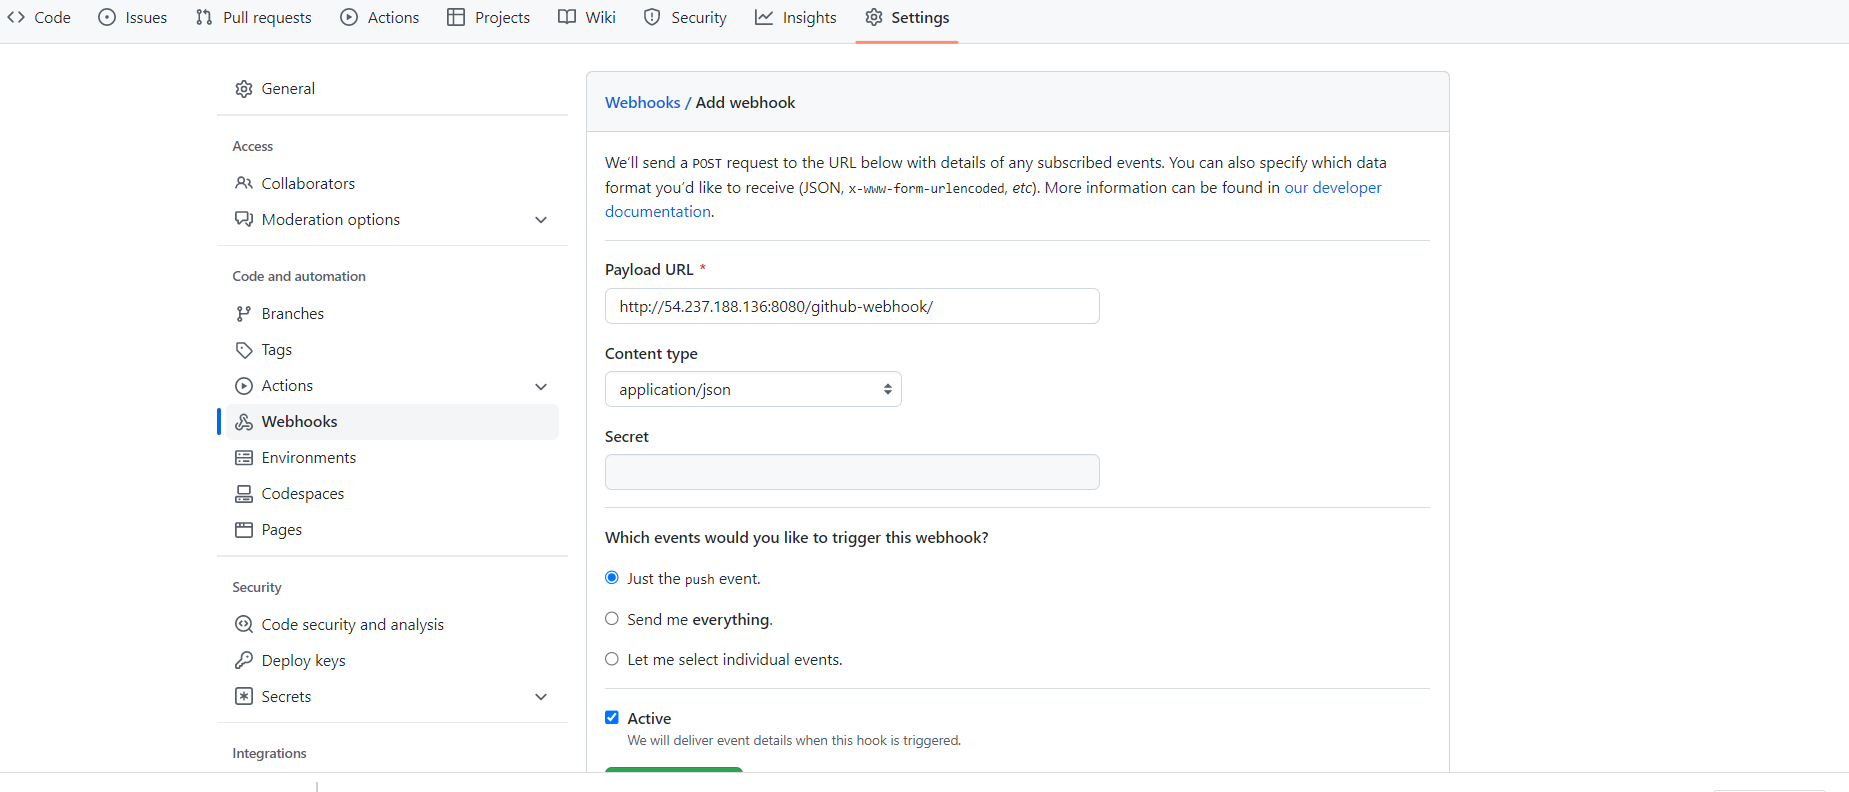 Code Issues Pull requests Actions Projects Wiki Security Insights Settings
General
Access
Collaborators
Moderation options
Code and automation
Branches
Tags
Actions
Webhooks
Environments
Codespaces
Pages
Security
Code security and analysis
Deploy keys
Secrets
Integrations
Webhooks / Add webhook
We'll send a POST request to the URL below with details of any subscribed events. You can also specify which data
format you'd like to receive (JSON, x-www-form-urlencoded, etc). More information can be found in our developer
documentation.
Payload URL *
http://54.237.188.136:8080/github-webhook/
Content type
application/json
Secret
Which events would you like to trigger this webhook?
Just the push event.
Send me everything.
Let me select individual events.
Active
We will deliver event details when this hook is triggered.